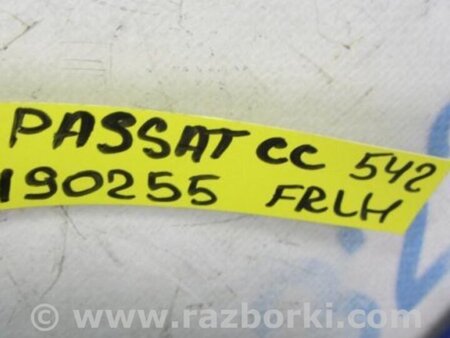 PASSAT CC 542
190255 FRLH
www.razborki.com